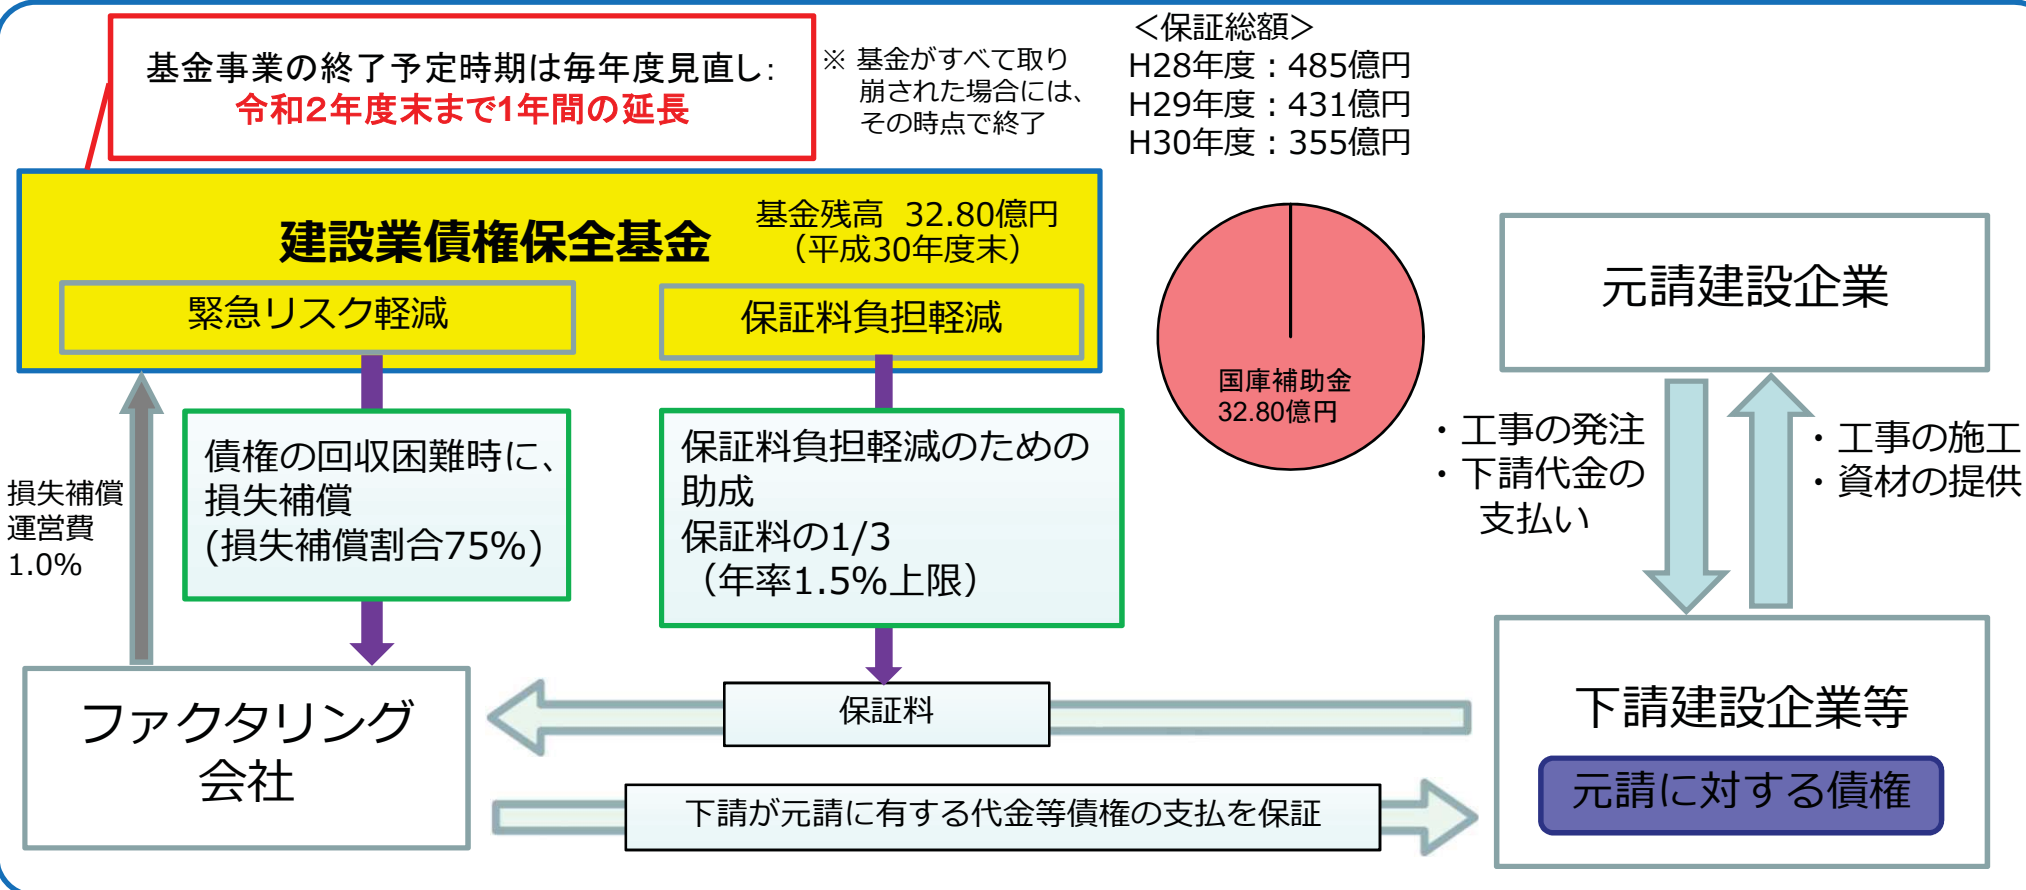 基金事業の終了予定時期は毎年度見直し：
令和２年度末まで1年間の延長
※ 基金がすべて取り
崩された場合には、
その時点で終了
＜保証総額＞
H28年度：485億円
H29年度：431億円
H30年度：355億円
建設業債権保全基金
基金残高 32.80億円
（平成30年度末）
緊急リスク軽減
保証料負担軽減
国庫補助金
32.80億円
元請建設企業
損失補償
運営費
1.0%
債権の回収困難時に、
損失補償
(損失補償割合75%)
保証料負担軽減のための
助成
保証料の1/3
（年率1.5%上限）
・工事の発注
・下請代金の
支払い
・工事の施工
・資材の提供
ファクタリング
会社
保証料
下請が元請に有する代金等債権の支払を保証
下請建設企業等
元請に対する債権